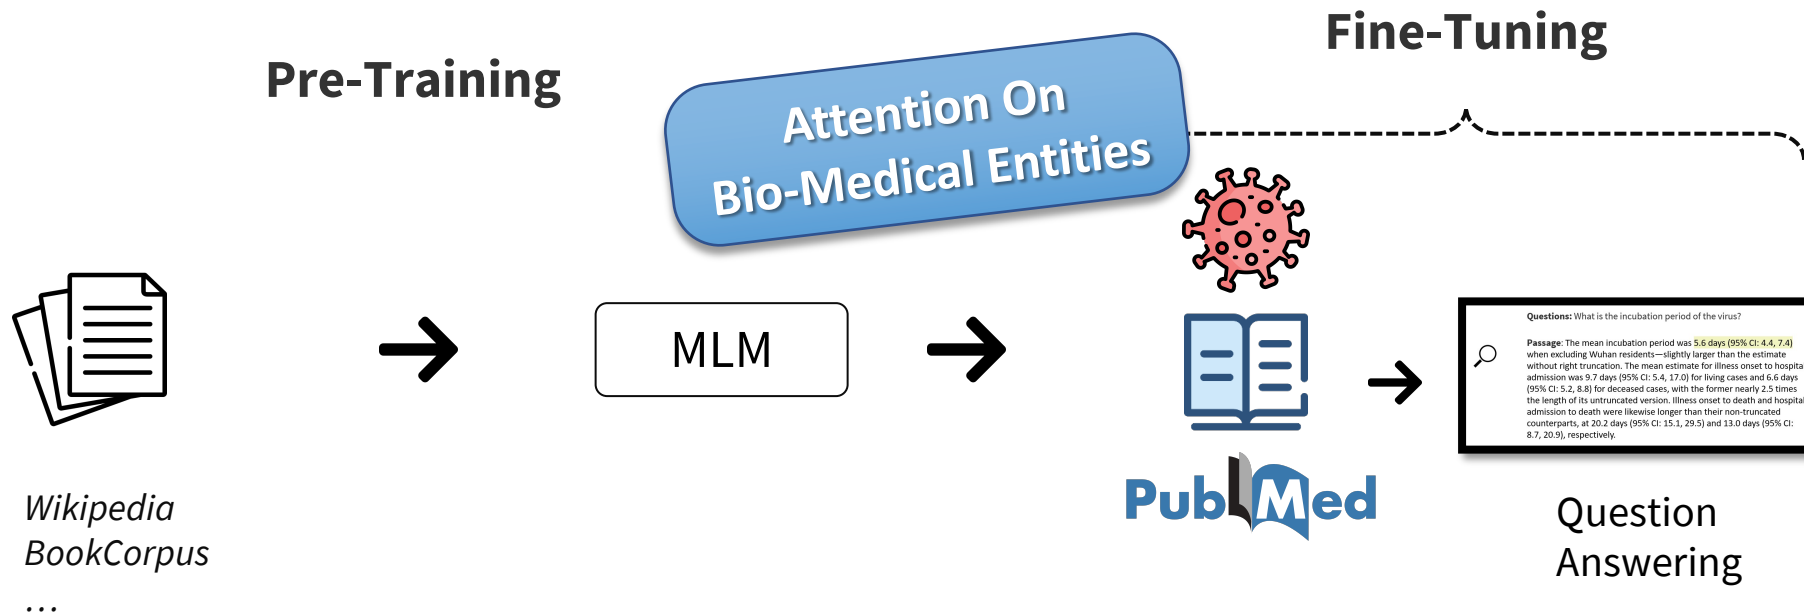 Pre-Training
Fine-Tuning
Attention On
Bio-Medical Entities
MLM
Wikipedia
BookCorpus
...
PubMed
Questions: What is the incubation period of the virus?
Passage: The mean incubation period was 5.6 days (95% CI: 4.4, 7.4)
when excluding Wuhan residents—slightly larger than the estimate
without right truncation. The mean estimate for illness onset to hospital
admission was 9.7 days (95% CI: 5.4, 17.0) for living cases and 6.6 days
(95% CI: 5.2, 8.8) for deceased cases, with the former nearly 2.5 times
the length of its untruncated version. Illness onset to death and hospital
admission to death were likewise longer than their non-truncated
counterparts, at 20.2 days (95% CI: 15.1, 29.5) and 13.0 days (95% CI:
8.7, 20.9), respectively.
Question
Answering